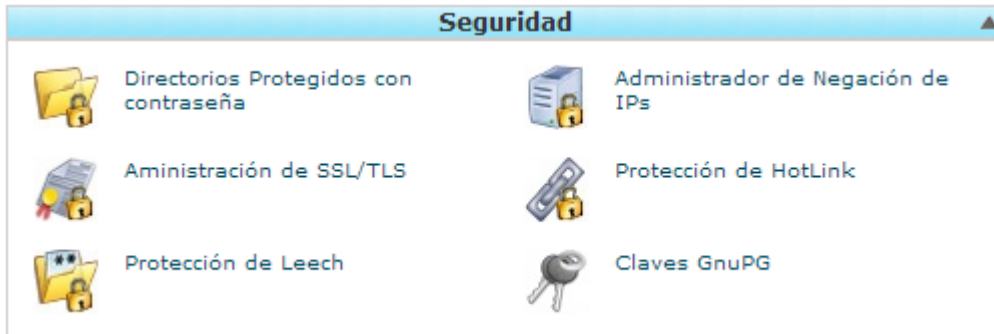 Seguridad
Directorios Protegidos con
contraseña
Administrador de Negación de
IPs
Aministración de SSL/TLS
Protección de HotLink
Protección de Leech
Claves GnuPG